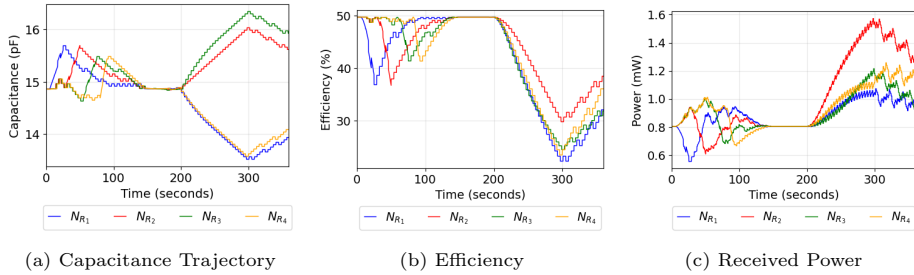 Capacitance (pF)
16
15
14
0
100
200
300
Time (seconds)
N_{R_1} N_{R_2} N_{R_3} N_{R_4}
(a) Capacitance Trajectory
Efficiency (%)
50
40
30
0
100
200
300
Time (seconds)
N_{R_1} N_{R_2} N_{R_3} N_{R_4}
(b) Efficiency
Power (mW)
1.6
1.4
1.2
1.0
0.8
0.6
0
100
200
300
Time (seconds)
N_{R_1} N_{R_2} N_{R_3} N_{R_4}
(c) Received Power